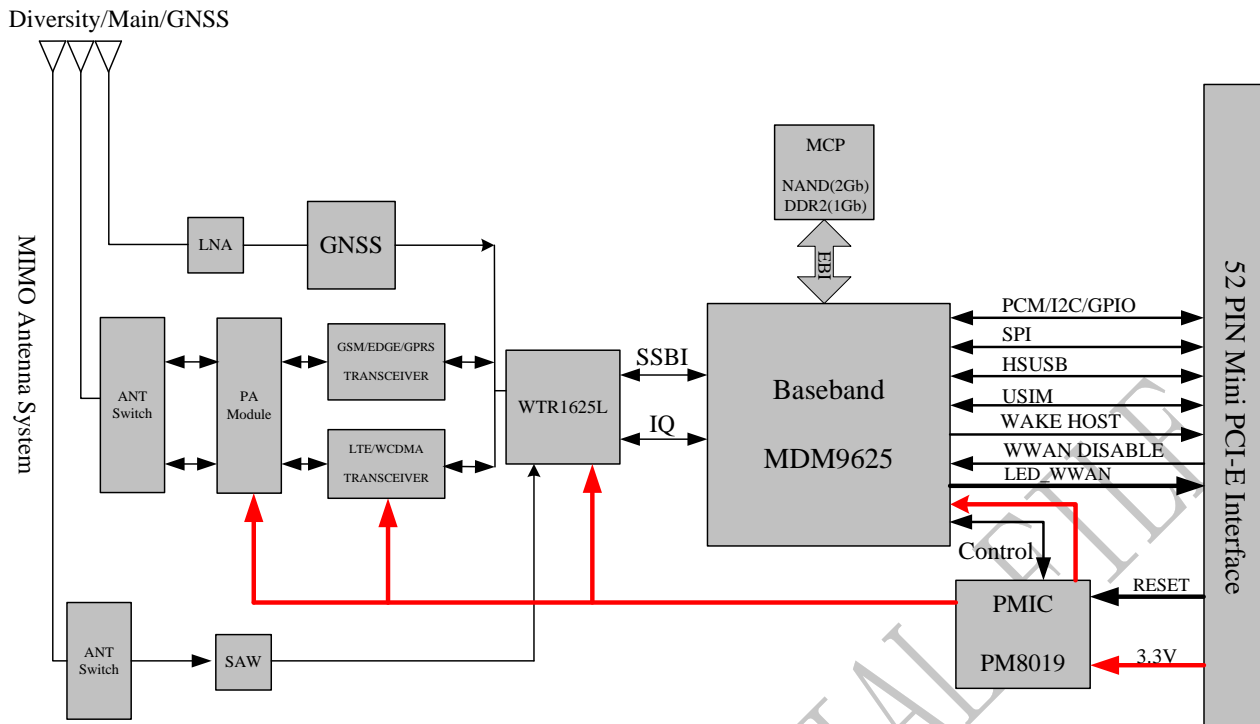 Diversity/Main/GNSS
MIMO Antenna System
LNA
GNSS
ANT
Switch
PA
Module
GSM/EDGE/GPRS
TRANSCEIVER
LTE/WCDMA
TRANSCEIVER
WTR1625L
SSBI
IQ
MCP
NAND(2Gb)
DDR2(1Gb)
EBI
Baseband
MDM9625
PCM/I2C/GPIO
SPI
HSUSB
USIM
WAKE HOST
WWAN DISABLE
LED_WWAN
52 PIN Mini PCI-E Interface
Control
PMIC
PM8019
RESET
3.3V
ANT
Switch
SAW